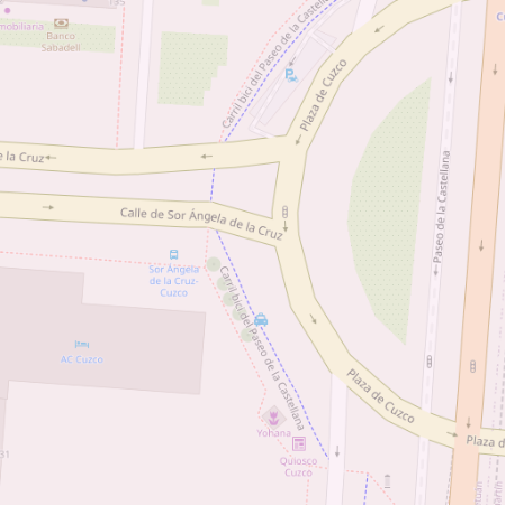 mobiliaria
Banco
Sabadell
Carril bici del Paseo de la Castellana
Plaza de Cuzco
de la Cruz
Calle de Sor Ángela de la Cruz
Paseo de la Castellana
Sor Ángela
de la Cruz-
Cuzco
Carril bici del Paseo de la Castellana
AC Cuzco
Plaza de Cuzco
Yohana
Quiosco
Cuzco
Plaza d